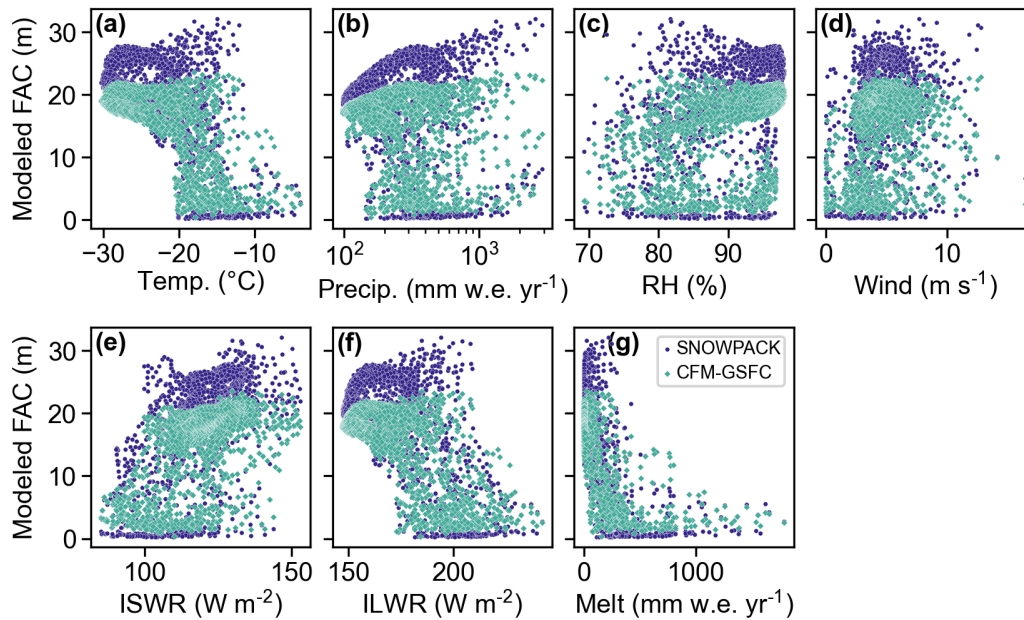 (a) (b) (c) (d)
Modeled FAC (m)
30
20
10
0
−30 −20 −10
10² 10³
70 80 90
0 10
Temp. (°C) Precip. (mm w.e. yr⁻¹) RH (%) Wind (m s⁻¹)
(e) (f) (g)
SNOWPACK
CFM-GSFC
Modeled FAC (m)
30
20
10
0
100 150
150 200
0 1000
ISWR (W m⁻²) ILWR (W m⁻²) Melt (mm w.e. yr⁻¹)